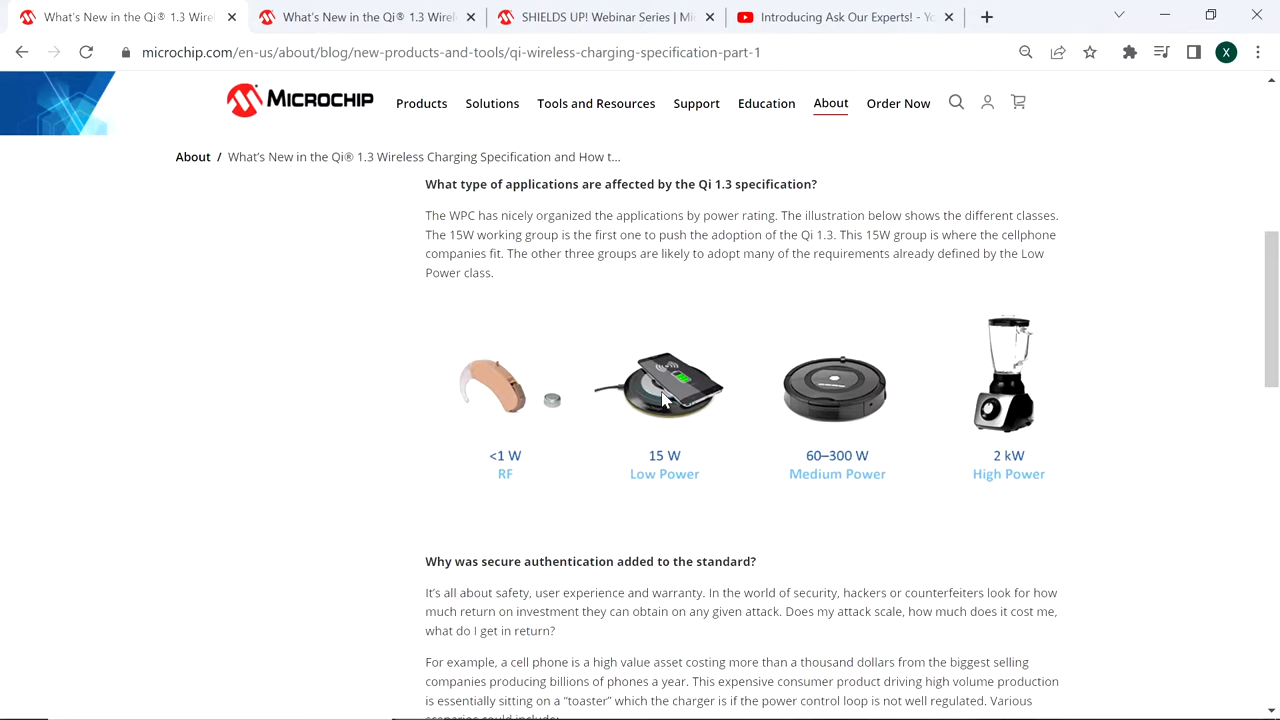 What's New in the Qi® 1.3 Wirel
What's New in the Qi® 1.3 Wirel
SHIELDS UP! Webinar Series | Mi
Introducing Ask Our Experts! - Yo
microchip.com/en-us/about/blog/new-products-and-tools/qi-wireless-charging-specification-part-1
X
MICROCHIP
Products
Solutions
Tools and Resources
Support
Education
About
Order Now
About / What's New in the Qi® 1.3 Wireless Charging Specification and How t...
What type of applications are affected by the Qi 1.3 specification?
The WPC has nicely organized the applications by power rating. The illustration below shows the different classes.
The 15W working group is the first one to push the adoption of the Qi 1.3. This 15W group is where the cellphone
companies fit. The other three groups are likely to adopt many of the requirements already defined by the Low
Power class.
<1 W
RF
15 W
Low Power
60–300 W
Medium Power
2 kW
High Power
Why was secure authentication added to the standard?
It's all about safety, user experience and warranty. In the world of security, hackers or counterfeiters look for how
much return on investment they can obtain on any given attack. Does my attack scale, how much does it cost me,
what do I get in return?
For example, a cell phone is a high value asset costing more than a thousand dollars from the biggest selling
companies producing billions of phones a year. This expensive consumer product driving high volume production
is essentially sitting on a “toaster” which the charger is if the power control loop is not well regulated. Various
scenarios could include: